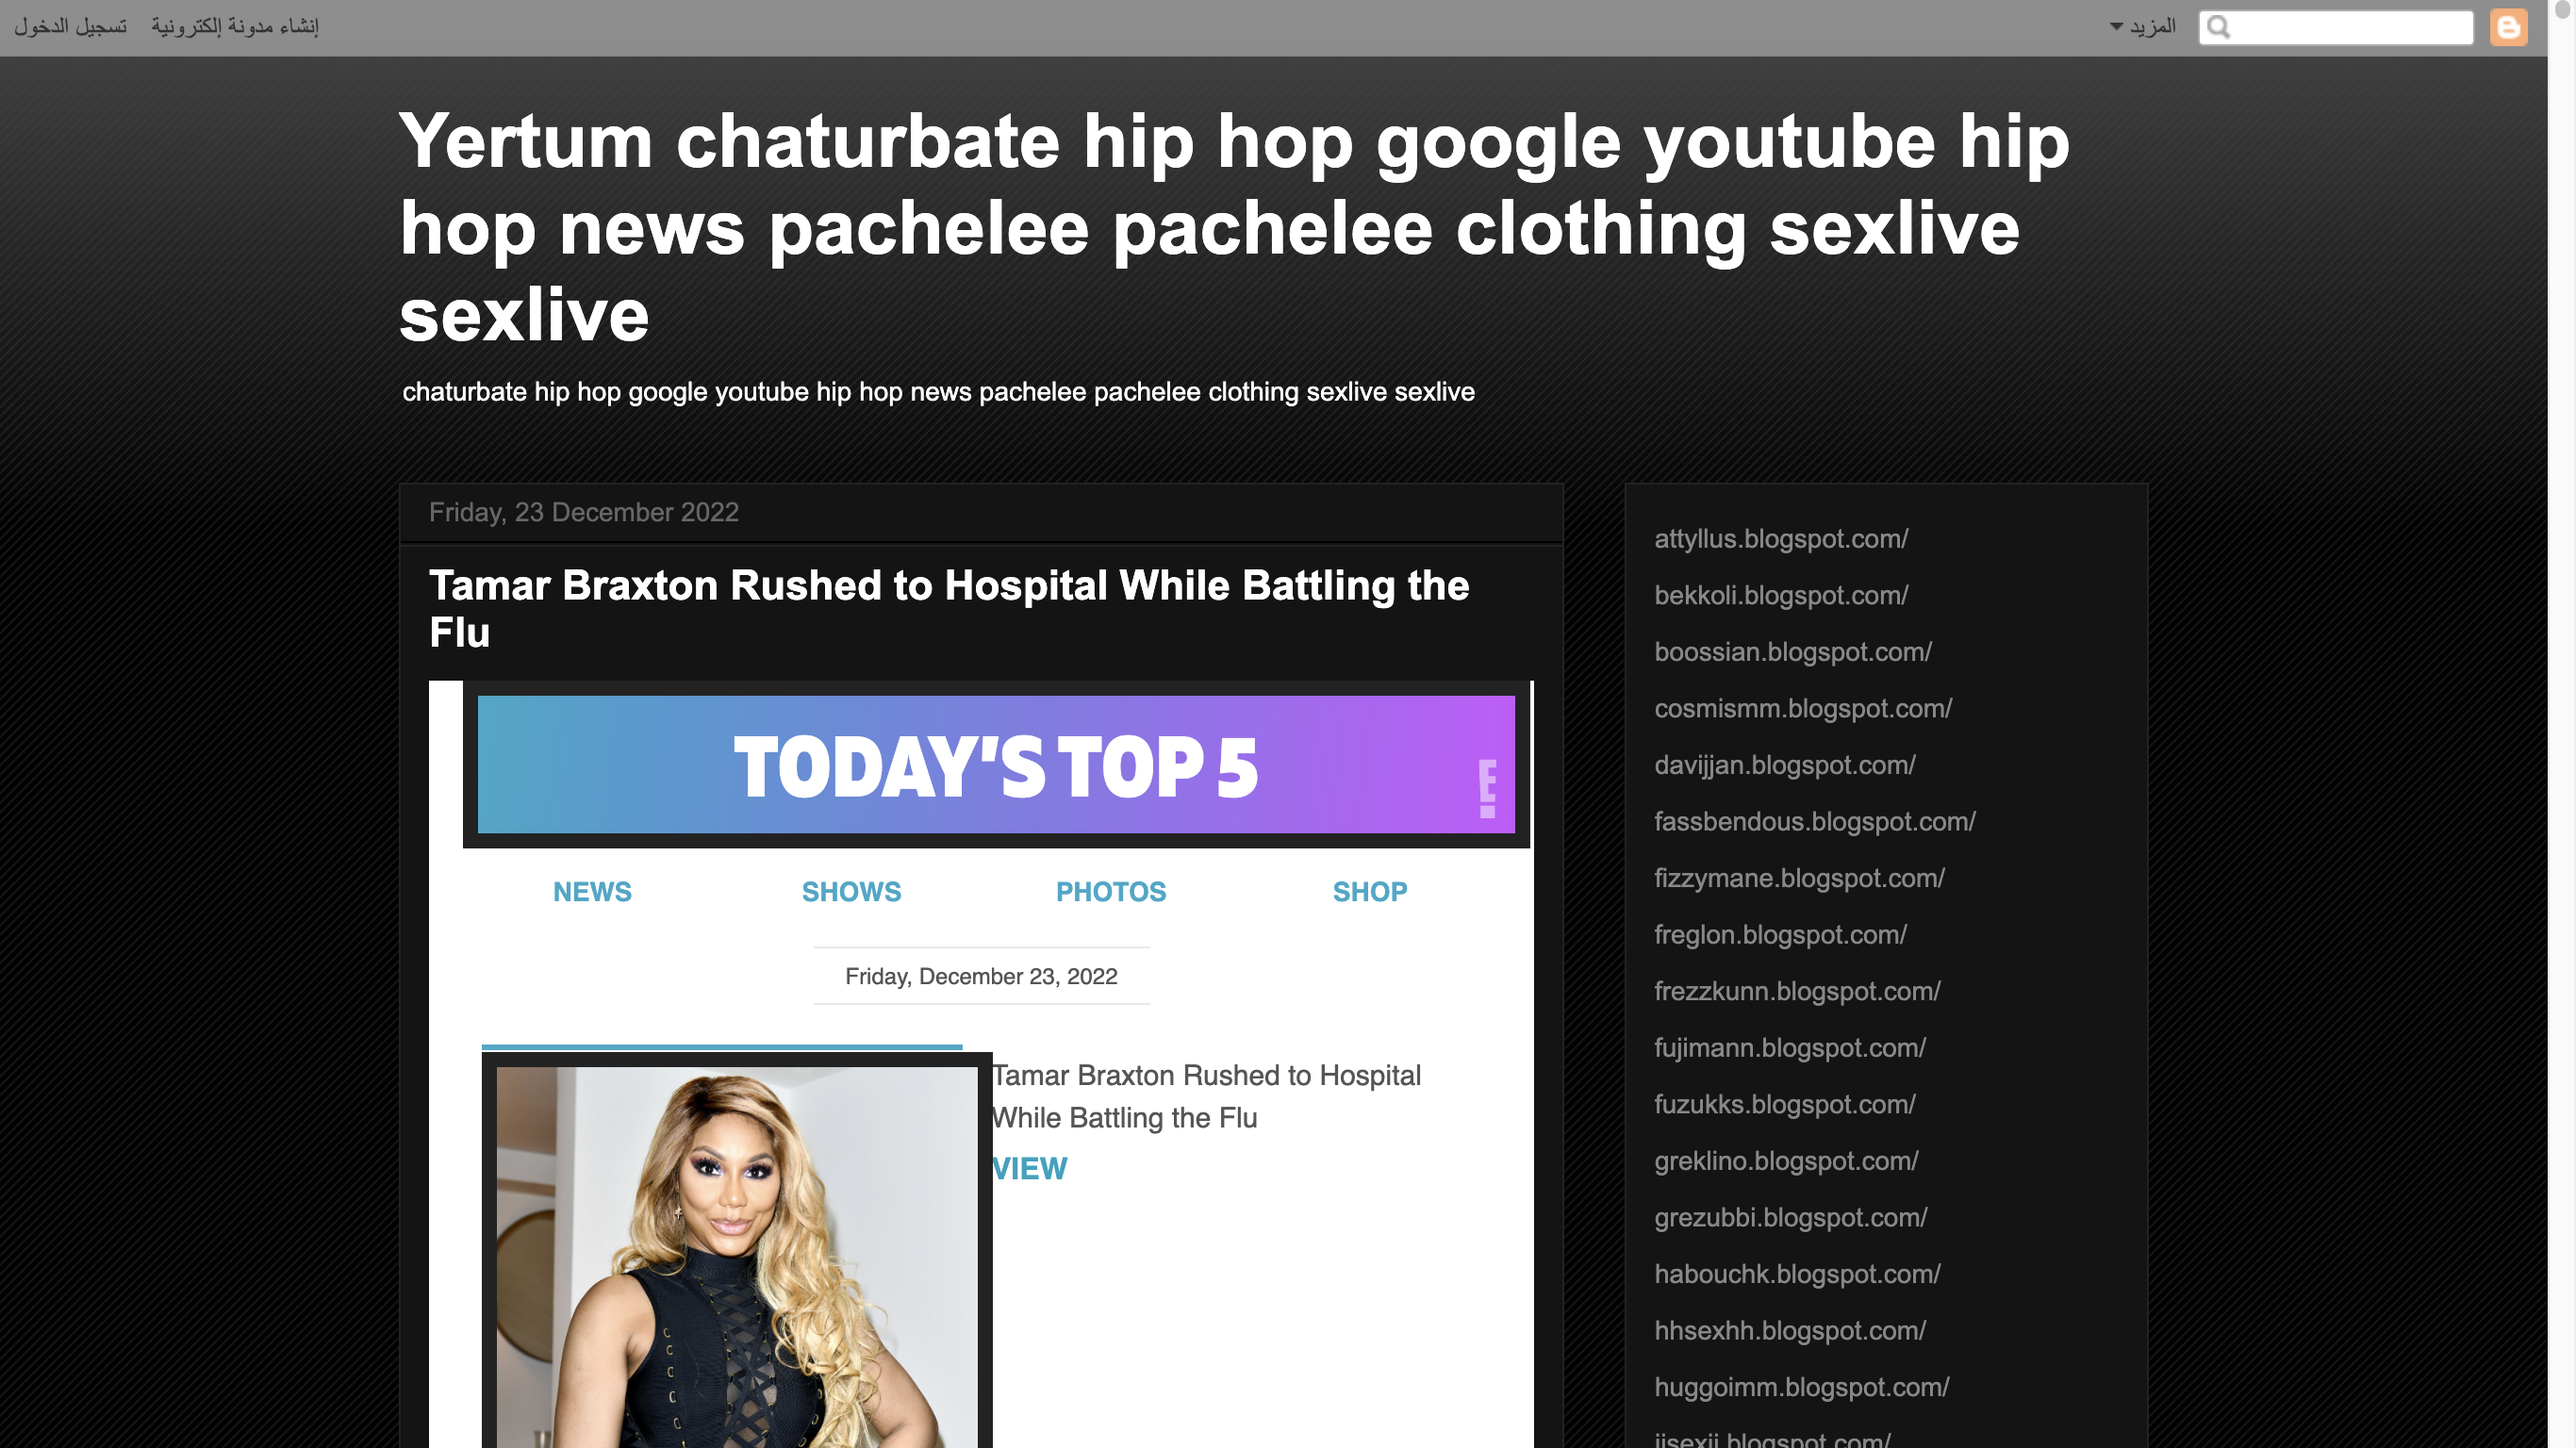 تسجيل الدخول إنشاء مدونة إلكترونية المزيد
Yertum chaturbate hip hop google youtube hip
hop news pachelee pachelee clothing sexlive
sexlive
chaturbate hip hop google youtube hip hop news pachelee pachelee clothing sexlive sexlive
Friday, 23 December 2022
Tamar Braxton Rushed to Hospital While Battling the
Flu
TODAY'S TOP 5
E!
NEWS SHOWS PHOTOS SHOP
Friday, December 23, 2022
Tamar Braxton Rushed to Hospital
While Battling the Flu
VIEW
attyllus.blogspot.com/
bekkoli.blogspot.com/
boossian.blogspot.com/
cosmismm.blogspot.com/
davijjan.blogspot.com/
fassbendous.blogspot.com/
fizzymane.blogspot.com/
freglon.blogspot.com/
frezzkunn.blogspot.com/
fujimann.blogspot.com/
fuzukks.blogspot.com/
greklino.blogspot.com/
grezubbi.blogspot.com/
habouchk.blogspot.com/
hhsexhh.blogspot.com/
huggoimm.blogspot.com/